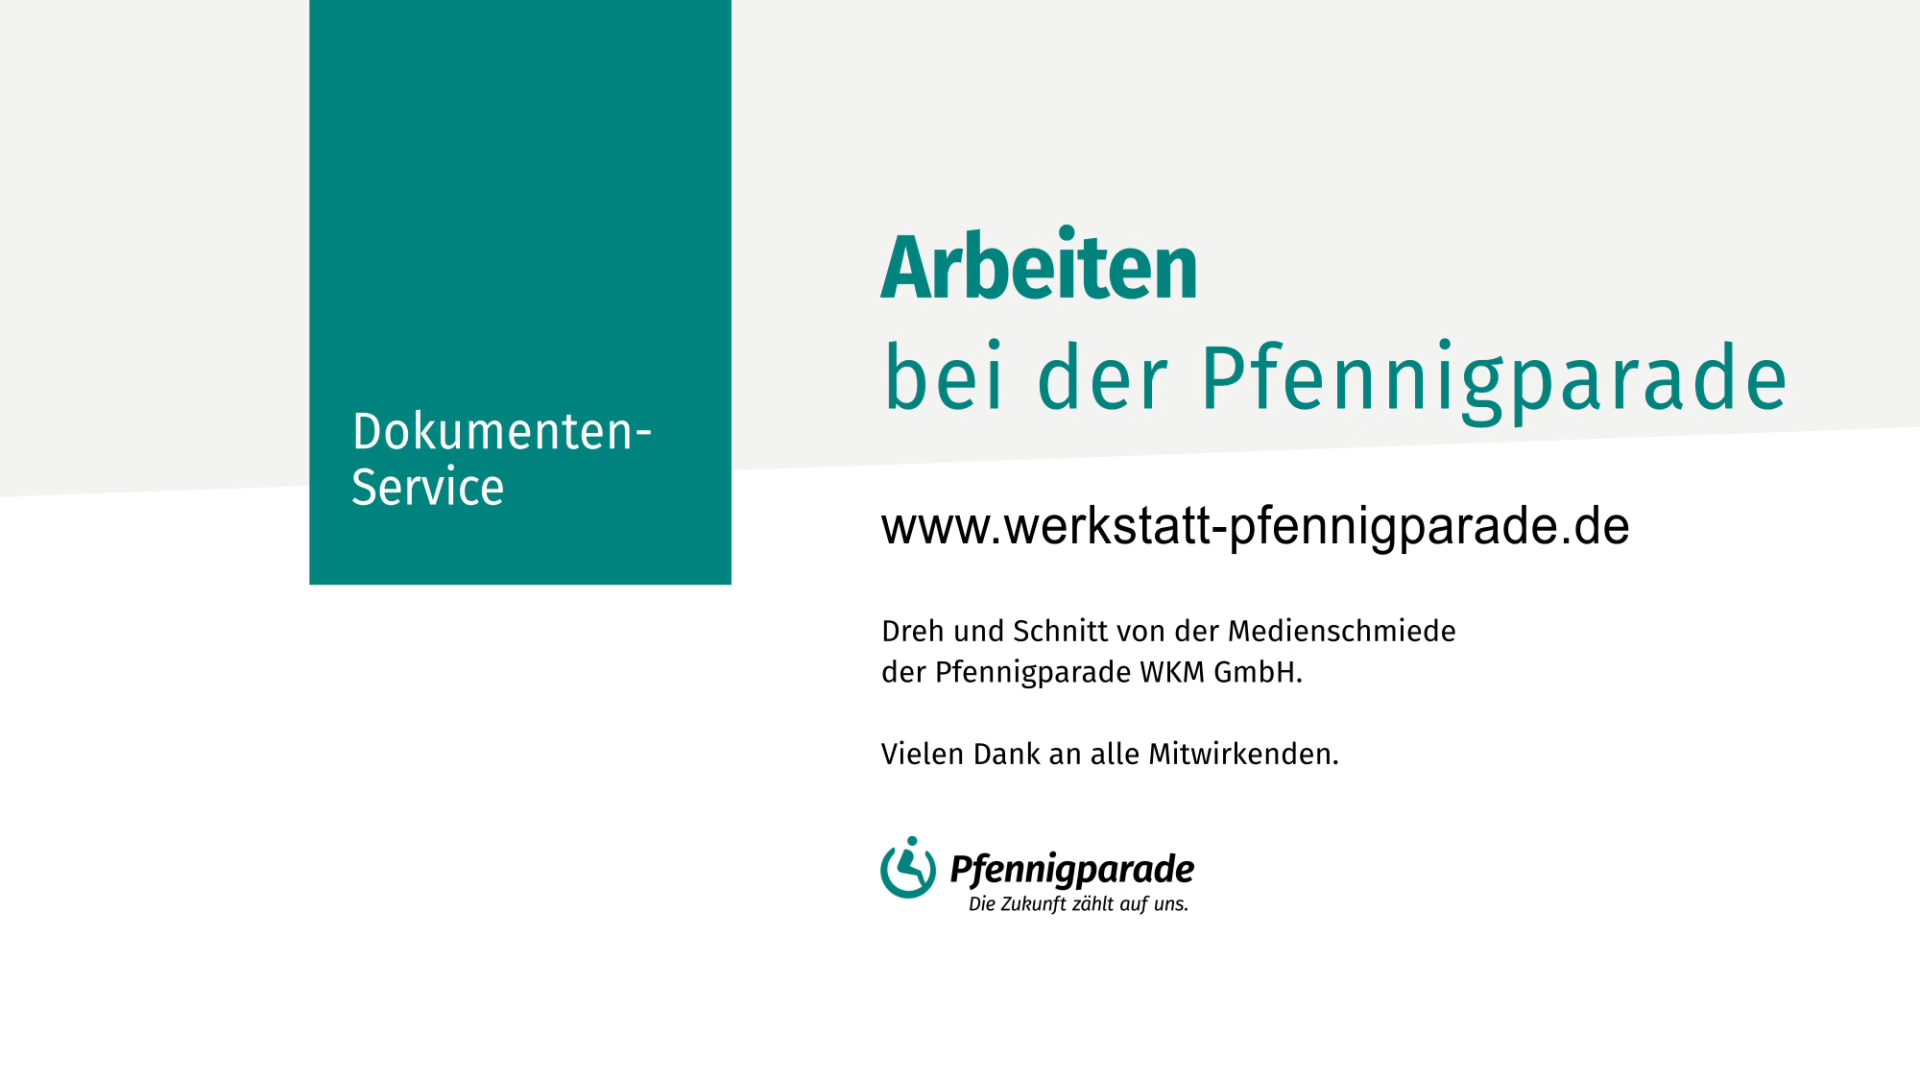 Dokumenten-
Service
Arbeiten
bei der Pfennigparade
www.werkstatt-pfennigparade.de
Dreh und Schnitt von der Medienschmiede
der Pfennigparade WKM GmbH.
Vielen Dank an alle Mitwirkenden.
Pfennigparade
Die Zukunft zählt auf uns.